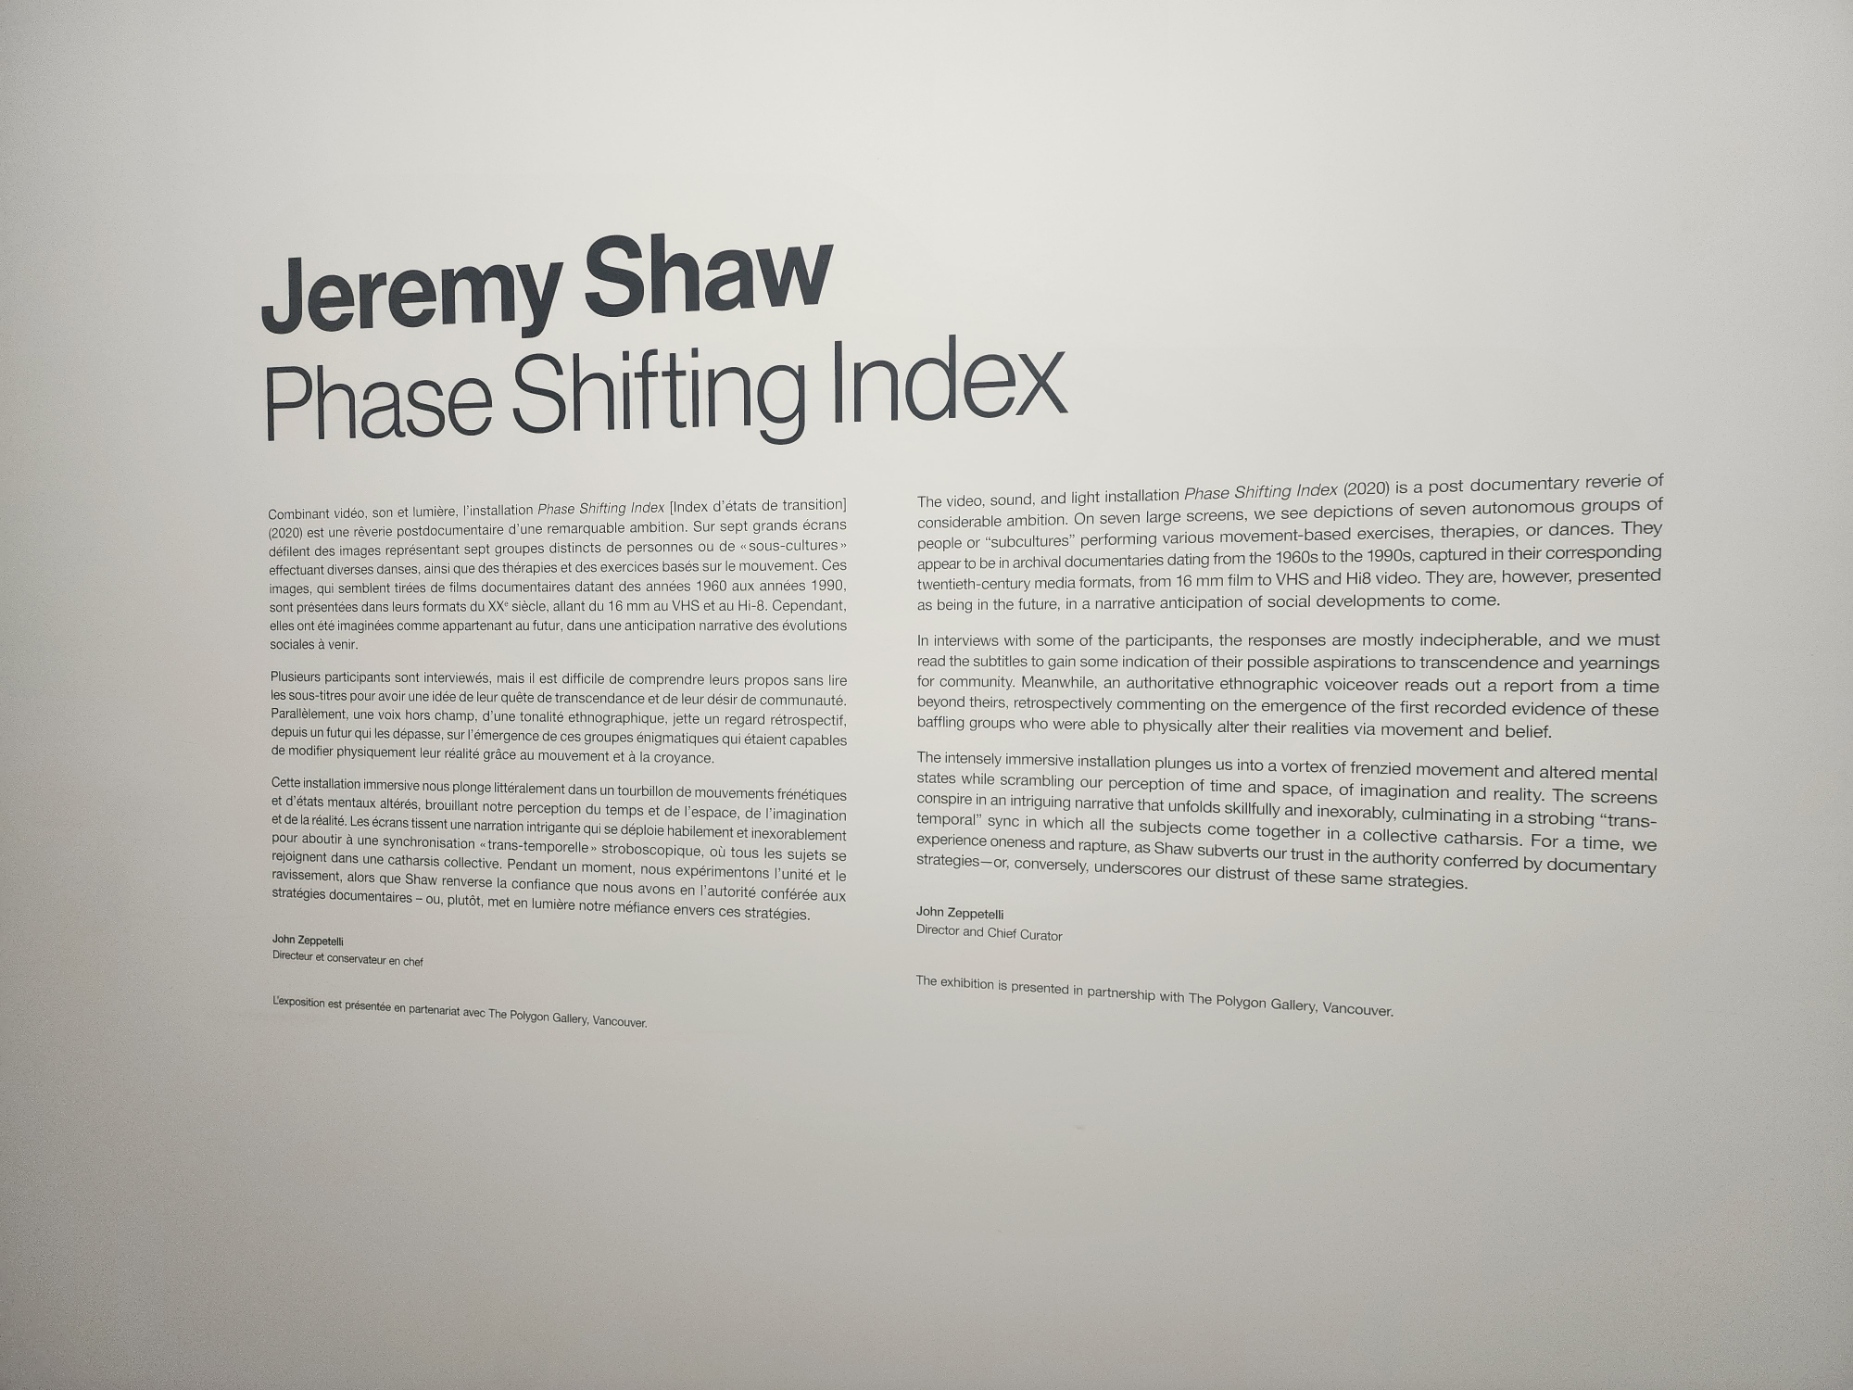 Jeremy Shaw
Phase Shifting Index
Combinant vidéo, son et lumière, l'installation Phase Shifting Index [Index d'états de transition]
(2020) est une rêverie postdocumentaire d'une remarquable ambition. Sur sept grands écrans
défilent des images représentant sept groupes distincts de personnes ou de « sous-cultures »
effectuant diverses danses, ainsi que des thérapies et des exercices basés sur le mouvement. Ces
images, qui semblent tirées de films documentaires datant des années 1960 aux années 1990,
sont présentées dans leurs formats du XXe siècle, allant du 16 mm au VHS et au Hi-8. Cependant,
elles ont été imaginées comme appartenant au futur, dans une anticipation narrative des évolutions
sociales à venir.
Plusieurs participants sont interviewés, mais il est difficile de comprendre leurs propos sans lire
les sous-titres pour avoir une idée de leur quête de transcendance et de leur désir de communauté.
Parallèlement, une voix hors champ, d'une tonalité ethnographique, jette un regard rétrospectif,
depuis un futur qui les dépasse, sur l'émergence de ces groupes énigmatiques qui étaient capables
de modifier physiquement leur réalité grâce au mouvement et à la croyance.
Cette installation immersive nous plonge littéralement dans un tourbillon de mouvements frénétiques
et d'états mentaux altérés, brouillant notre perception du temps et de l'espace, de l'imagination
et de la réalité. Les écrans tissent une narration intrigante qui se déploie habilement et inexorablement
pour aboutir à une synchronisation « trans-temporelle » stroboscopique, où tous les sujets se
rejoignent dans une catharsis collective. Pendant un moment, nous expérimentons l'unité et le
ravissement, alors que Shaw renverse la confiance que nous avons en l'autorité conférée aux
stratégies documentaires – ou, plutôt, met en lumière notre méfiance envers ces stratégies.
John Zeppetelli
Directeur et conservateur en chef
L'exposition est présentée en partenariat avec The Polygon Gallery, Vancouver.
The video, sound, and light installation Phase Shifting Index (2020) is a post documentary reverie of
considerable ambition. On seven large screens, we see depictions of seven autonomous groups of
people or “subcultures” performing various movement-based exercises, therapies, or dances. They
appear to be in archival documentaries dating from the 1960s to the 1990s, captured in their corresponding
twentieth-century media formats, from 16 mm film to VHS and Hi8 video. They are, however, presented
as being in the future, in a narrative anticipation of social developments to come.
In interviews with some of the participants, the responses are mostly indecipherable, and we must
read the subtitles to gain some indication of their possible aspirations to transcendence and yearnings
for community. Meanwhile, an authoritative ethnographic voiceover reads out a report from a time
beyond theirs, retrospectively commenting on the emergence of the first recorded evidence of these
baffling groups who were able to physically alter their realities via movement and belief.
The intensely immersive installation plunges us into a vortex of frenzied movement and altered mental
states while scrambling our perception of time and space, of imagination and reality. The screens
conspire in an intriguing narrative that unfolds skillfully and inexorably, culminating in a strobing “trans-
temporal” sync in which all the subjects come together in a collective catharsis. For a time, we
experience oneness and rapture, as Shaw subverts our trust in the authority conferred by documentary
strategies—or, conversely, underscores our distrust of these same strategies.
John Zeppetelli
Director and Chief Curator
The exhibition is presented in partnership with The Polygon Gallery, Vancouver.